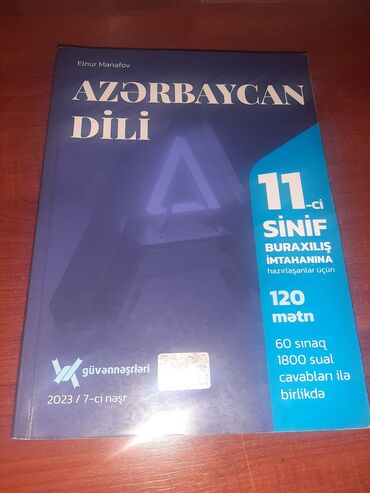 Elnur Manafov
AZƏRBAYCAN
DİLİ
11-ci
SİNİF
BURAXILIŞ
İMTAHANINA
hazırlaşanlar üçün
120
mətn
60 sınaq
1800 sual
cavabları ilə
birlikdə
güvənnəşrləri
2023 / 7-ci nəşr